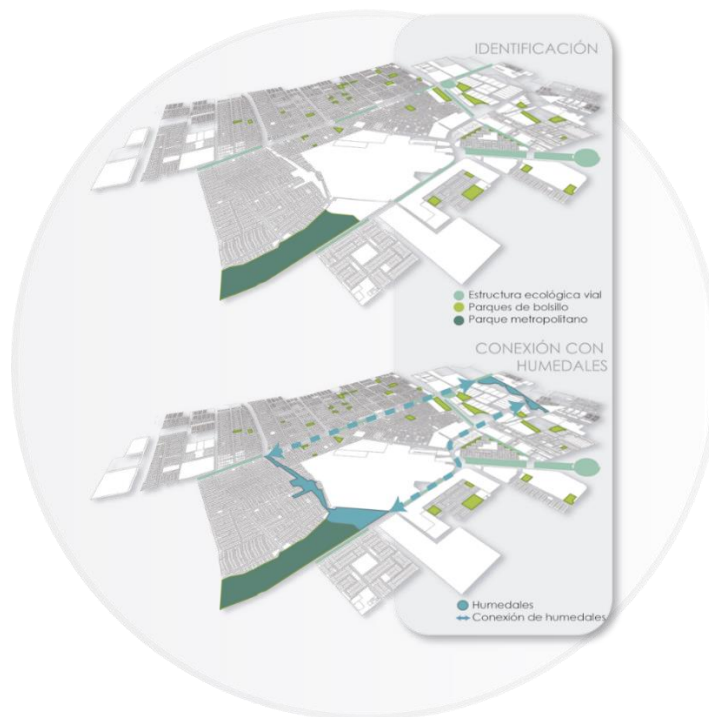 IDENTIFICACIÓN
Estructura ecológica vial
Parques de bolsillo
Parque metropolitano
CONEXIÓN CON
HUMEDALES
Humedales
Conexión de humedales